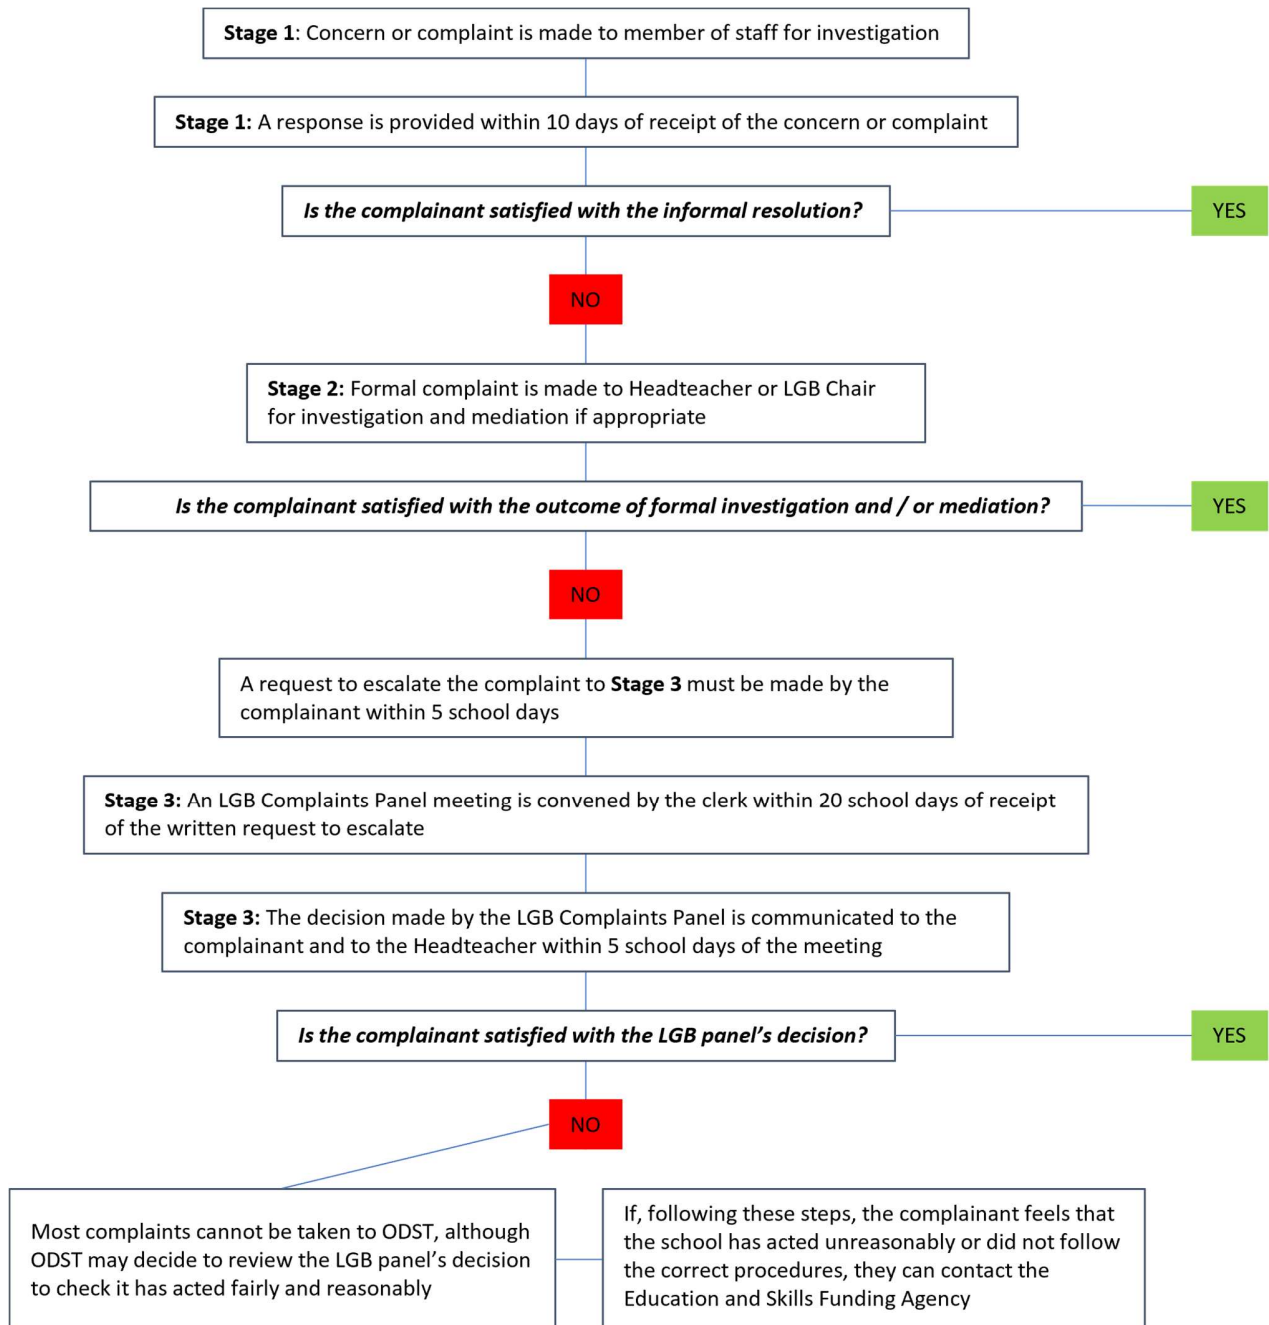 Stage 1: Concern or complaint is made to member of staff for investigation
Stage 1: A response is provided within 10 days of receipt of the concern or complaint
Is the complainant satisfied with the informal resolution?
YES
NO
Stage 2: Formal complaint is made to Headteacher or LGB Chair
for investigation and mediation if appropriate
Is the complainant satisfied with the outcome of formal investigation and / or mediation?
YES
NO
A request to escalate the complaint to Stage 3 must be made by the
complainant within 5 school days
Stage 3: An LGB Complaints Panel meeting is convened by the clerk within 20 school days of receipt
of the written request to escalate
Stage 3: The decision made by the LGB Complaints Panel is communicated to the
complainant and to the Headteacher within 5 school days of the meeting
Is the complainant satisfied with the LGB panel's decision?
YES
NO
Most complaints cannot be taken to ODST, although
ODST may decide to review the LGB panel's decision
to check it has acted fairly and reasonably
If, following these steps, the complainant feels that
the school has acted unreasonably or did not follow
the correct procedures, they can contact the
Education and Skills Funding Agency